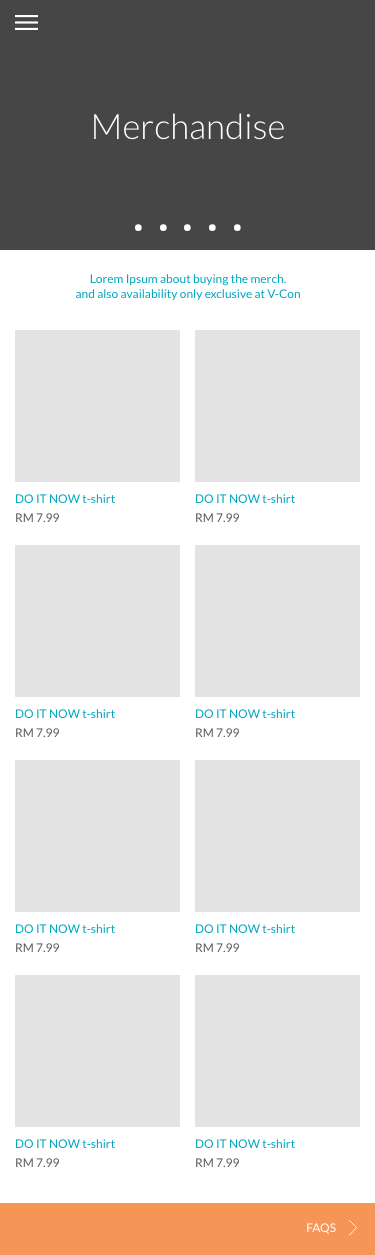 Merchandise
Lorem Ipsum about buying the merch.
and also availability only exclusive at V-Con
DO IT NOW t-shirt
RM 7.99
DO IT NOW t-shirt
RM 7.99
DO IT NOW t-shirt
RM 7.99
DO IT NOW t-shirt
RM 7.99
DO IT NOW t-shirt
RM 7.99
DO IT NOW t-shirt
RM 7.99
DO IT NOW t-shirt
RM 7.99
DO IT NOW t-shirt
RM 7.99
FAQS